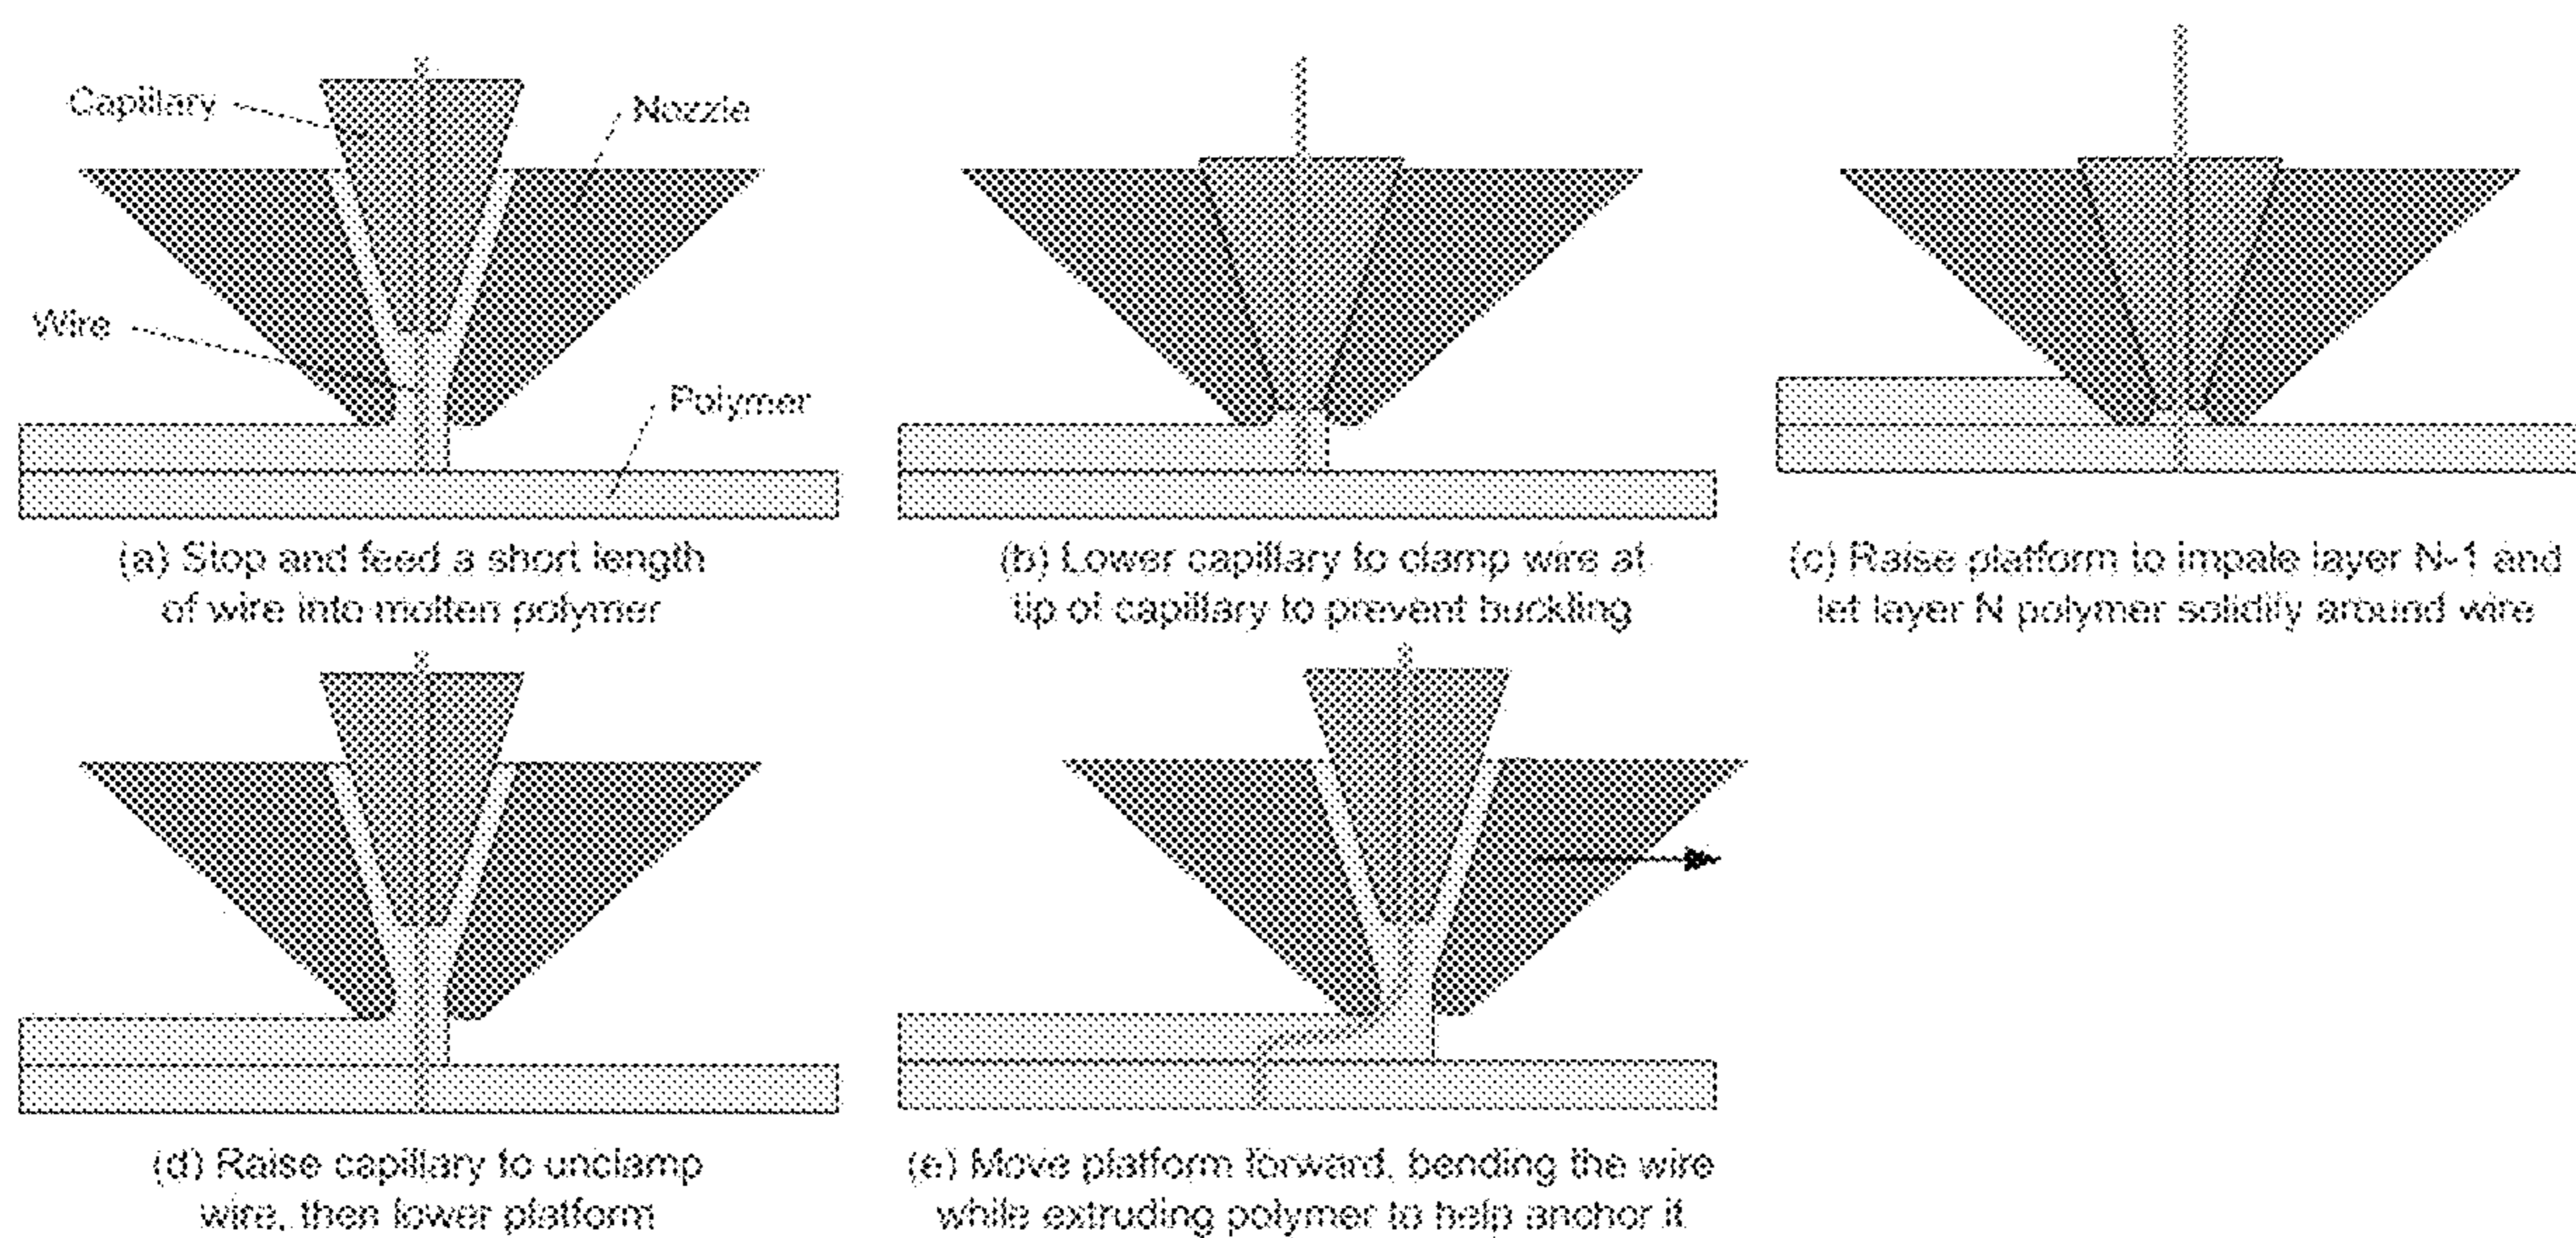 Capillary
Nozzle
Wire
Polymer
(a) Stop and feed a short length
of wire into molten polymer
(b) Lower capillary to clamp wire at
tip of capillary to prevent buckling
(c) Raise platform to impale layer N-1 and
let layer N polymer solidify around wire
(d) Raise capillary to unclamp
wire, then lower platform
(e) Move platform forward, bending the wire
while extruding polymer to help anchor it